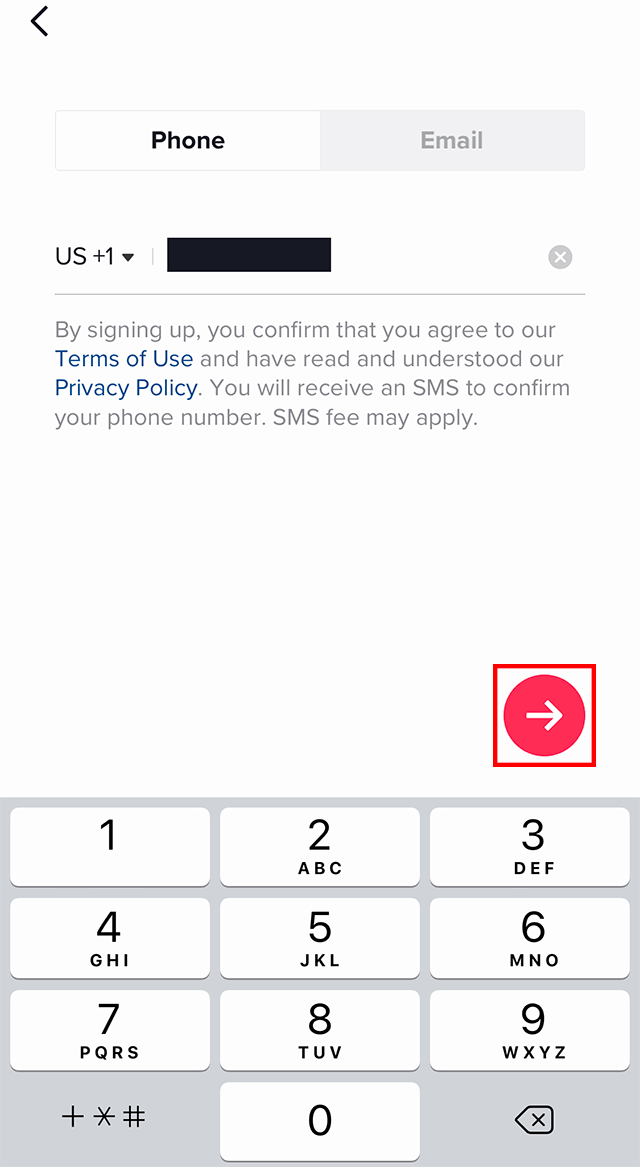 Phone Email
US +1
By signing up, you confirm that you agree to our
Terms of Use and have read and understood our
Privacy Policy. You will receive an SMS to confirm
your phone number. SMS fee may apply.
1 2 3
ABC DEF
4 5 6
GHI JKL MNO
7 8 9
PQRS TUV WXYZ
+*# 0